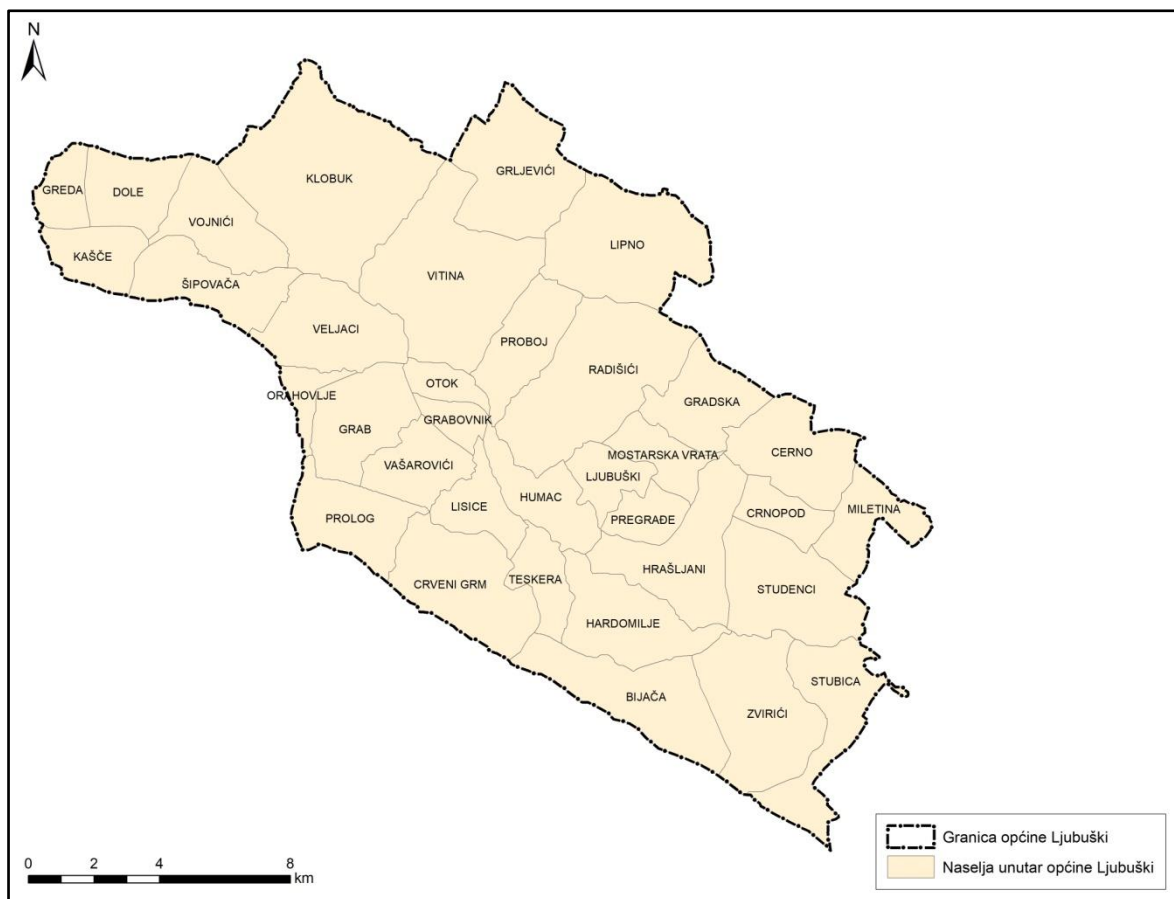 N
KLOBUK
GRLJEVIĆI
GREDA
DOLE
VOJNIĆI
LIPNO
KAŠČE
VITINA
ŠIPOVAČA
VELJACI
PROBOJ
RADIŠIĆI
OTOK
ORAHOVLJE
GRADSKA
GRABOVNIK
GRAB
CERNO
MOSTARSKA VRATA
VAŠAROVIĆI
LJUBUŠKI
HUMAC
LISICE
MILETINA
CRNOPOD
PROLOG
PREGRAĐE
HRAŠLJANI
TESKERA
CRVENI GRM
STUDENCI
HARDOMILJE
STUBICA
BIJAČA
ZVIRIĆI
Granica općine Ljubuški
Naselja unutar općine Ljubuški
0 2 4 8
km